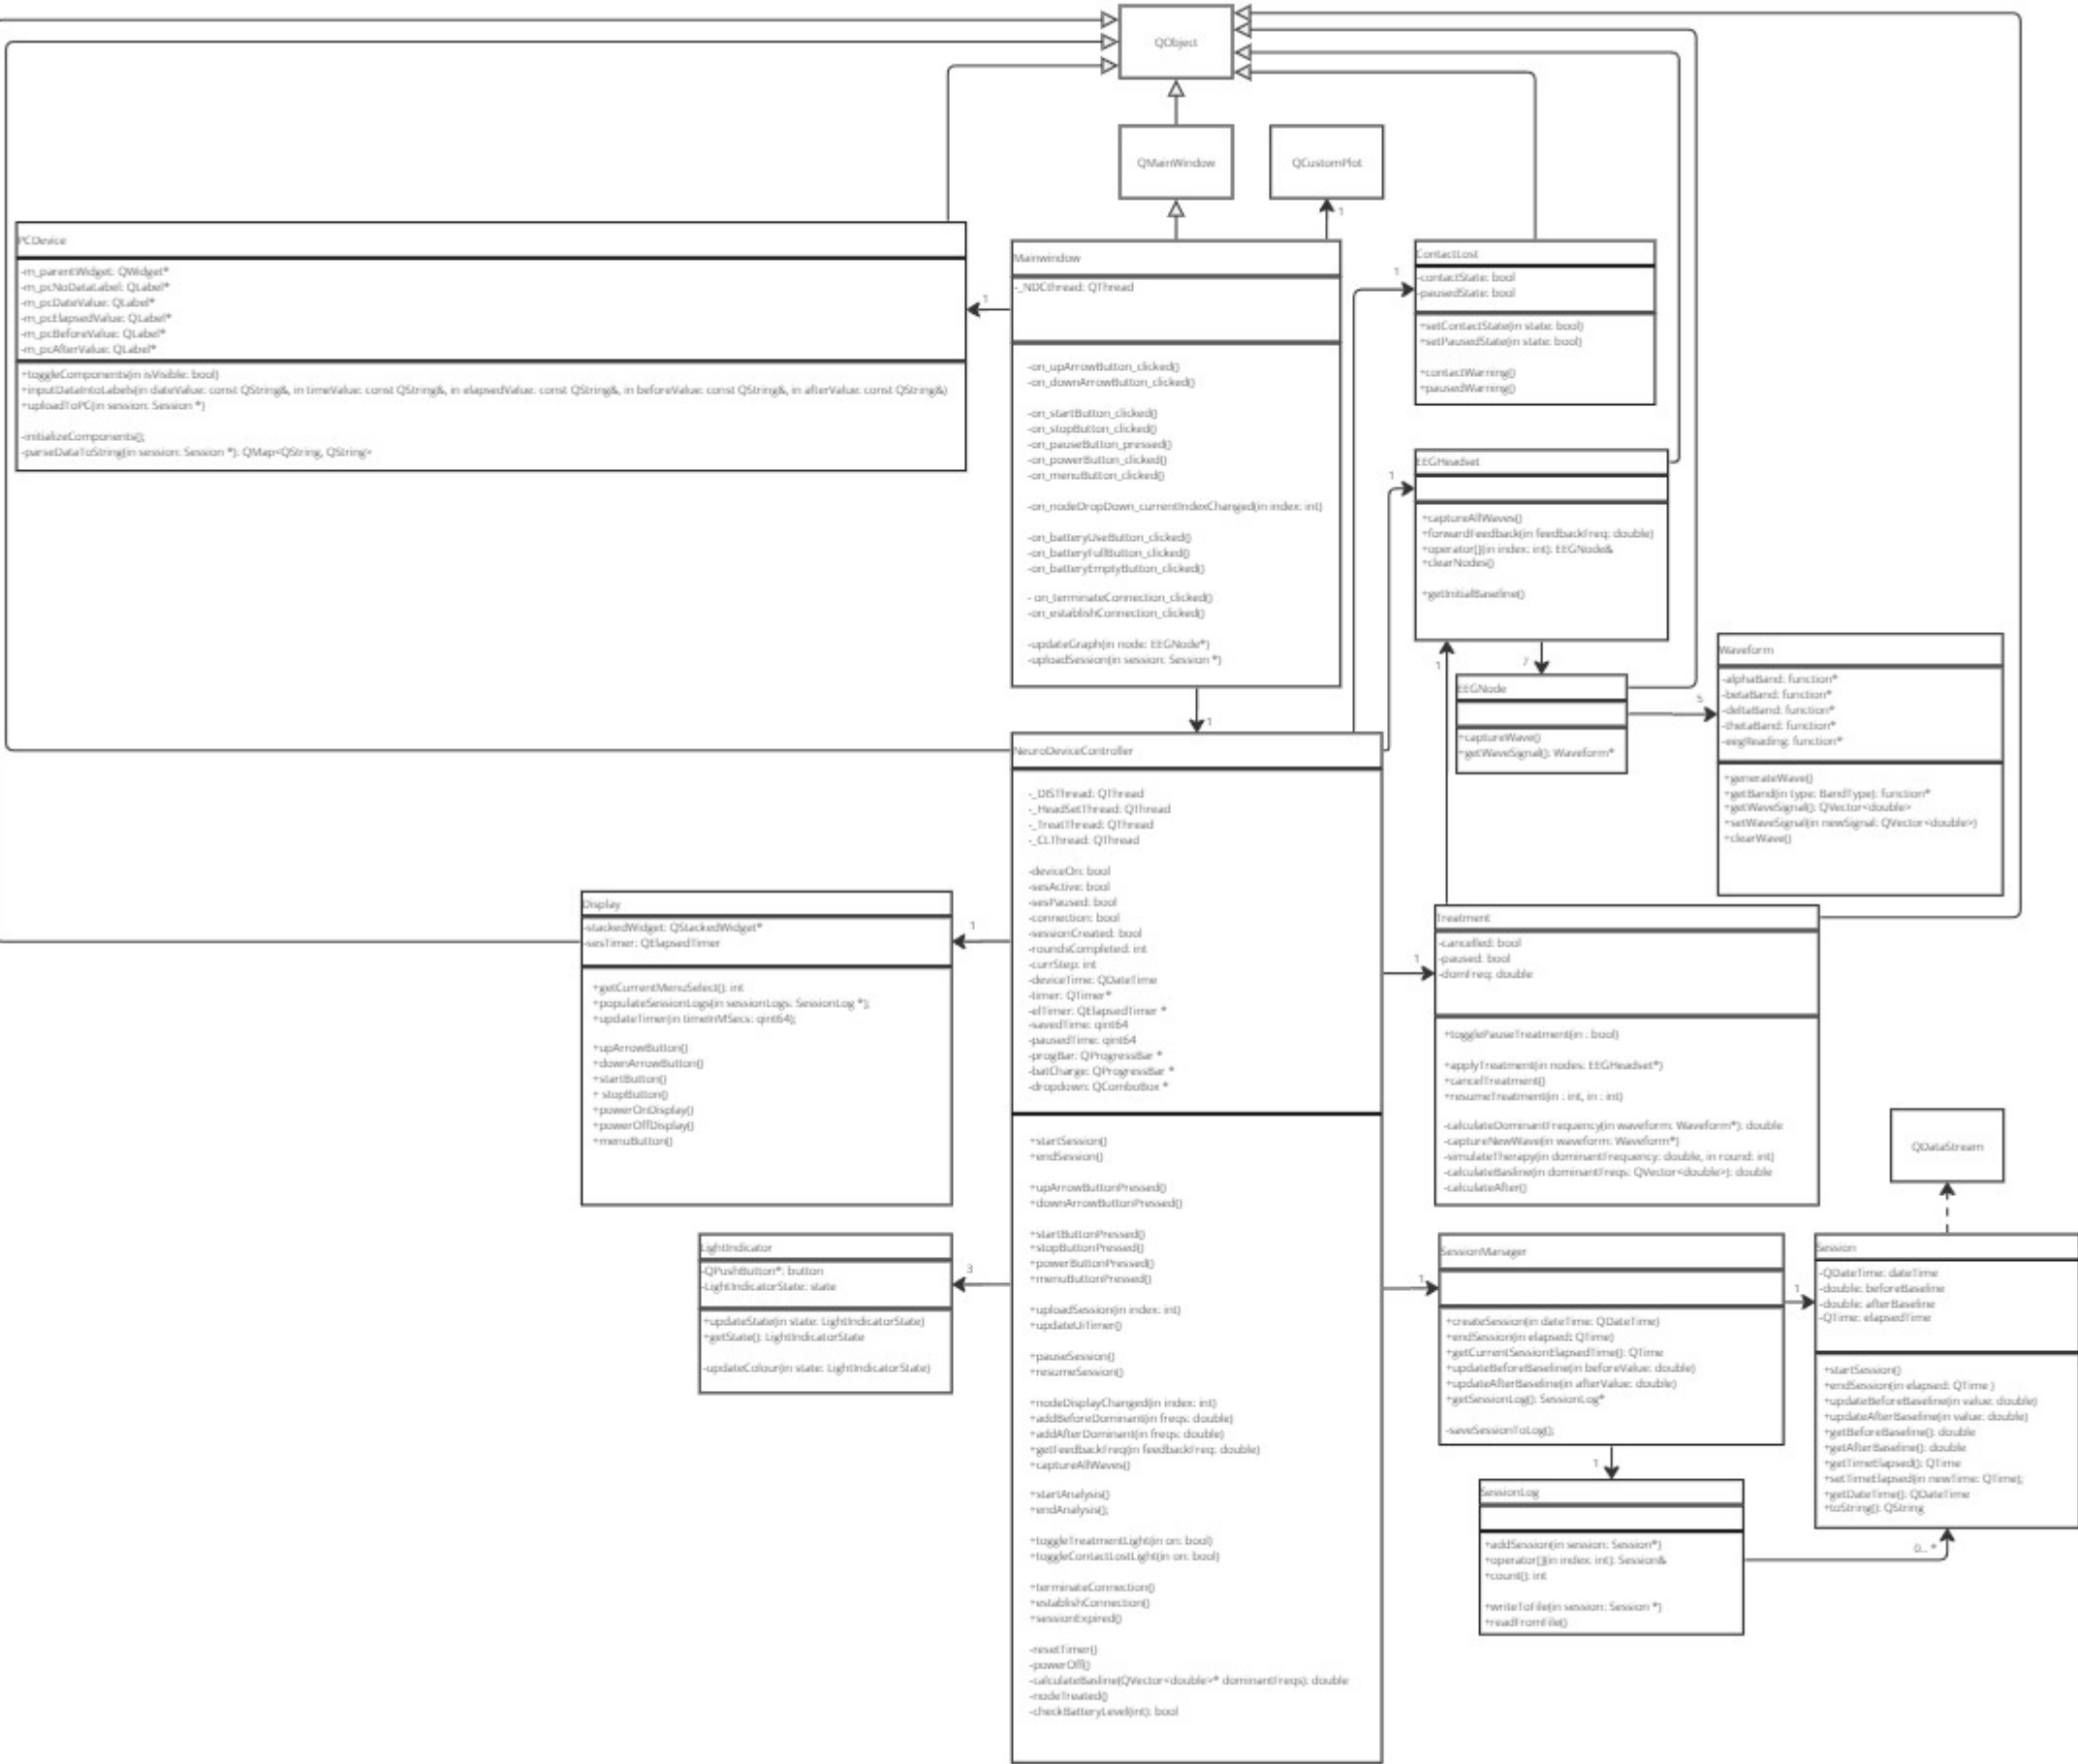 QObject
QMainWindow
QCustomPlot
1
PCDevice
-m_parentWidget: QWidget*
-m_pcNoDataLabel: QLabel*
-m_pcDateValue: QLabel*
-m_pcElapsedValue: QLabel*
-m_pcBeforeValue: QLabel*
-m_pcAfterValue: QLabel*
+toggleComponents(in isVisible: bool)
+inputDataIntoLabels(in dateValue: const QString&, in timeValue: const QString&, in elapsedValue: const QString&, in beforeValue: const QString&, in afterValue: const QString&)
+uploadToPC(in session: Session *)
-initializeComponents();
-parseDataToString(in session: Session *): QMap<QString, QString>
1
Mainwindow
-_NDCthread: QThread
-on_upArrowButton_clicked()
-on_downArrowButton_clicked()
-on_startButton_clicked()
-on_stopButton_clicked()
-on_pauseButton_pressed()
-on_powerButton_clicked()
-on_menuButton_clicked()
-on_nodeDropDown_currentIndexChanged(in index: int)
-on_batteryUseButton_clicked()
-on_batteryFullButton_clicked()
-on_batteryEmptyButton_clicked()
- on_terminateConnection_clicked()
-on_establishConnection_clicked()
-updateGraph(in node: EEGNode*)
-uploadSession(in session: Session *)
1
1
ContactLost
-contactState: bool
-pausedState: bool
+setContactState(in state: bool)
+setPausedState(in state: bool)
+contactWarning()
+pausedWarning()
1
EEGHeadset
+captureAllWaves()
+forwardFeedback(in feedbackFreq: double)
+operator[](in index: int): EEGNode&
+clearNodes()
+getInitialBaseline()
1
7
EEGNode
+captureWave()
+getWaveSignal(): Waveform*
5
Waveform
-alphaBand: function*
-betaBand: function*
-deltaBand: function*
-thetaBand: function*
-eegReading: function*
+generateWave()
+getBand(in type: BandType): function*
+getWaveSignal(): QVector<double>
+setWaveSignal(in newSignal: QVector<double>)
+clearWave()
NeuroDeviceController
-_DISThread: QThread
-_HeadSetThread: QThread
-_TreatThread: QThread
-_CLThread: QThread
-deviceOn: bool
-sesActive: bool
-sesPaused: bool
-connection: bool
-sessionCreated: bool
-roundsCompleted: int
-currStep: int
-deviceTime: QDateTime
-timer: QTimer*
-elTimer: QElapsedTimer *
-savedTime: qint64
-pausedTime: qint64
-progBar: QProgressBar *
-batCharge: QProgressBar *
-dropdown: QComboBox *
+startSession()
+endSession()
+upArrowButtonPressed()
+downArrowButtonPressed()
+startButtonPressed()
+stopButtonPressed()
+powerButtonPressed()
+menuButtonPressed()
+uploadSession(in index: int)
+updateUiTimer()
+pauseSession()
+resumeSession()
+nodeDisplayChanged(in index: int)
+addBeforeDominant(in freqs: double)
+addAfterDominant(in freqs: double)
+getFeedbackFreq(in feedbackFreq: double)
+captureAllWaves()
+startAnalysis()
+endAnalysis();
+toggleTreatmentLight(in on: bool)
+toggleContactLostLight(in on: bool)
+terminateConnection()
+establishConnection()
+sessionExpired()
-resetTimer()
-powerOff()
-calculateBasline(QVector<double>* dominantFreqs): double
-nodeTreated()
-checkBatteryLevel(int): bool
Display
-stackedWidget: QStackedWidget*
-sesTimer: QElapsedTimer
+getCurrentMenuSelect(): int
+populateSessionLogs(in sessionLogs: SessionLog *);
+updateTimer(in timeInMSecs: qint64);
+upArrowButton()
+downArrowButton()
+startButton()
+ stopButton()
+powerOnDisplay()
+powerOffDisplay()
+menuButton()
1
LightIndicator
-QPushButton*: button
-LightIndicatorState: state
+updateState(in state: LightIndicatorState)
+getState(): LightIndicatorState
-updateColour(in state: LightIndicatorState)
3
1
Treatment
-cancelled: bool
-paused: bool
-domFreq: double
+togglePauseTreatment(in : bool)
+applyTreatment(in nodes: EEGHeadset*)
+cancelTreatment()
+resumeTreatment(in : int, in : int)
-calculateDominantFrequency(in waveform: Waveform*): double
-captureNewWave(in waveform: Waveform*)
-simulateTherapy(in dominantFrequency: double, in round: int)
-calculateBasline(in dominantFreqs: QVector<double>): double
-calculateAfter()
QDataStream
1
SessionManager
+createSession(in dateTime: QDateTime)
+endSession(in elapsed: QTime)
+getCurrentSessionElapsedTime(): QTime
+updateBeforeBaseline(in beforeValue: double)
+updateAfterBaseline(in afterValue: double)
+getSessionLog(): SessionLog*
-saveSessionToLog();
1
Session
-QDateTime: dateTime
-double: beforeBaseline
-double: afterBaseline
-QTime: elapsedTime
+startSession()
+endSession(in elapsed: QTime )
+updateBeforeBaseline(in value: double)
+updateAfterBaseline(in value: double)
+getBeforeBaseline(): double
+getAfterBaseline(): double
+getTimeElapsed(): QTime
+setTimeElapsed(in newTime: QTime);
+getDateTime(): QDateTime
+toString(): QString
1
SessionLog
+addSession(in session: Session*)
+operator[](in index: int): Session&
+count(): int
+writeToFile(in session: Session *)
+readFromFile()
0.. *